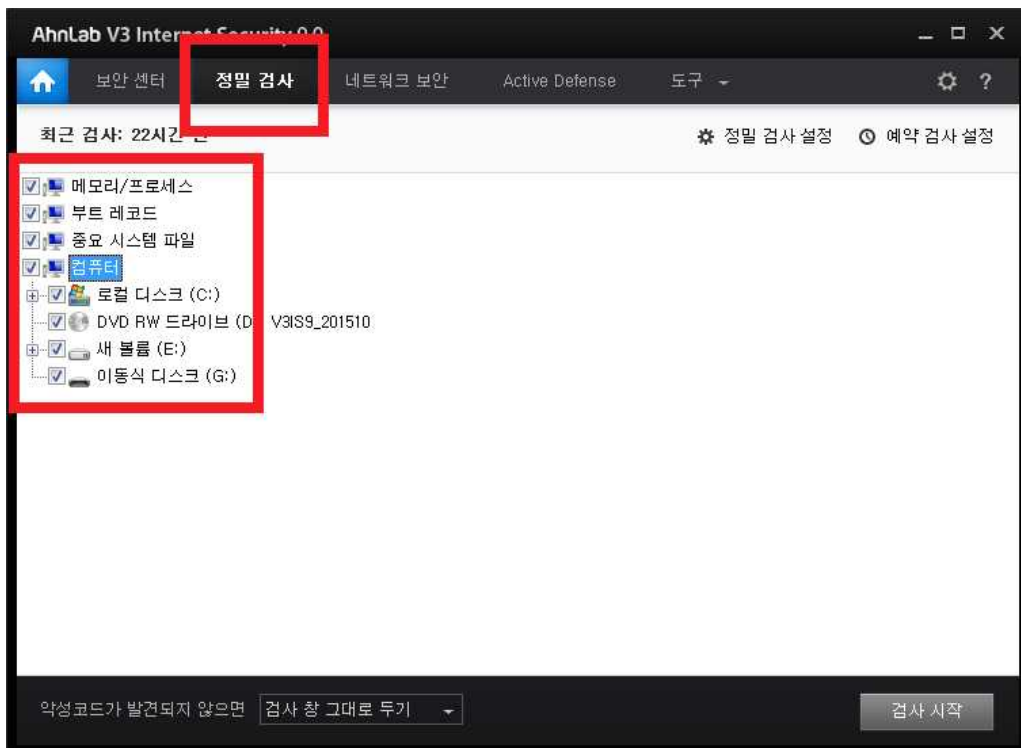 AhnLab V3 Internet Security 9.0
보안 센터 정밀 검사 네트워크 보안 Active Defense 도구 ?
최근 검사: 22시간 전 정밀 검사 설정 예약 검사 설정
메모리/프로세스
부트 레코드
중요 시스템 파일
컴퓨터
로컬 디스크 (C:)
DVD RW 드라이브 (D:) V3IS9_201510
새 볼륨 (E:)
이동식 디스크 (G:)
악성코드가 발견되지 않으면 검사 창 그대로 두기 검사 시작